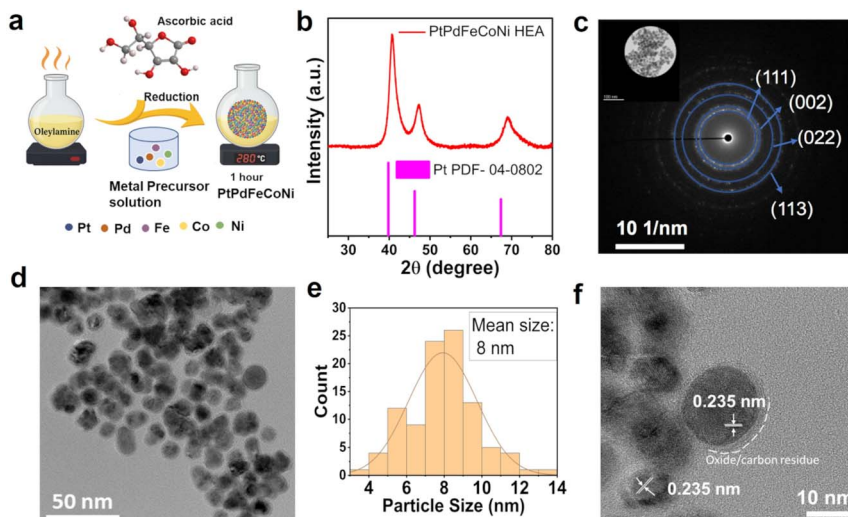 a
Ascorbic acid
Reduction
Oleylamine
280 °C
1 hour
Metal Precursor
solution
PtPdFeCoNi
Pt Pd Fe Co Ni
b
PtPdFeCoNi HEA
Pt PDF- 04-0802
Intensity (a.u.)
30 40 50 60 70 80
2θ (degree)
c
(111)
(002)
(022)
(113)
10 1/nm
d
50 nm
e
Mean size:
8 nm
Count
30
25
20
15
10
5
0
4 6 8 10 12 14
Particle Size (nm)
f
0.235 nm
Oxide/carbon residue
0.235 nm
10 nm